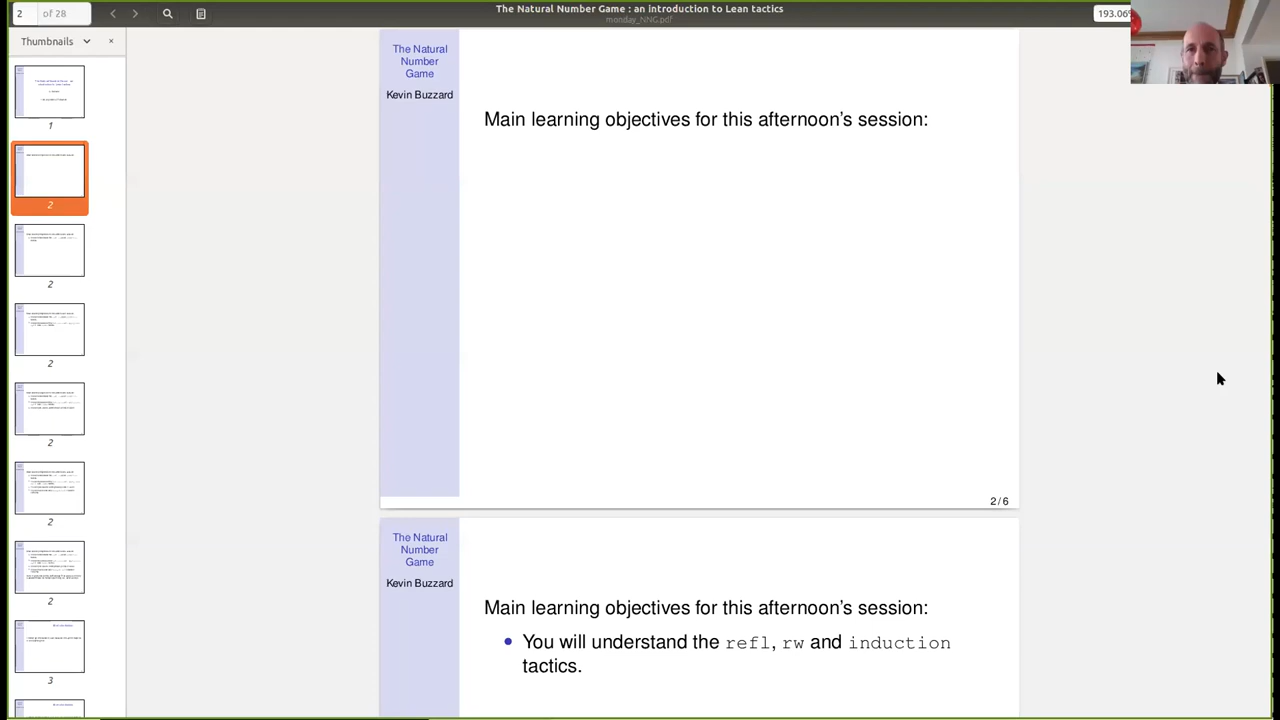 2 of 28
The Natural Number Game : an introduction to Lean tactics
monday_NNG.pdf
193.06%
Thumbnails
1
2
2
2
2
2
2
3
The Natural
Number
Game
Kevin Buzzard
Main learning objectives for this afternoon's session:
2 / 6
The Natural
Number
Game
Kevin Buzzard
Main learning objectives for this afternoon's session:
• You will understand the refl, rw and induction
tactics.